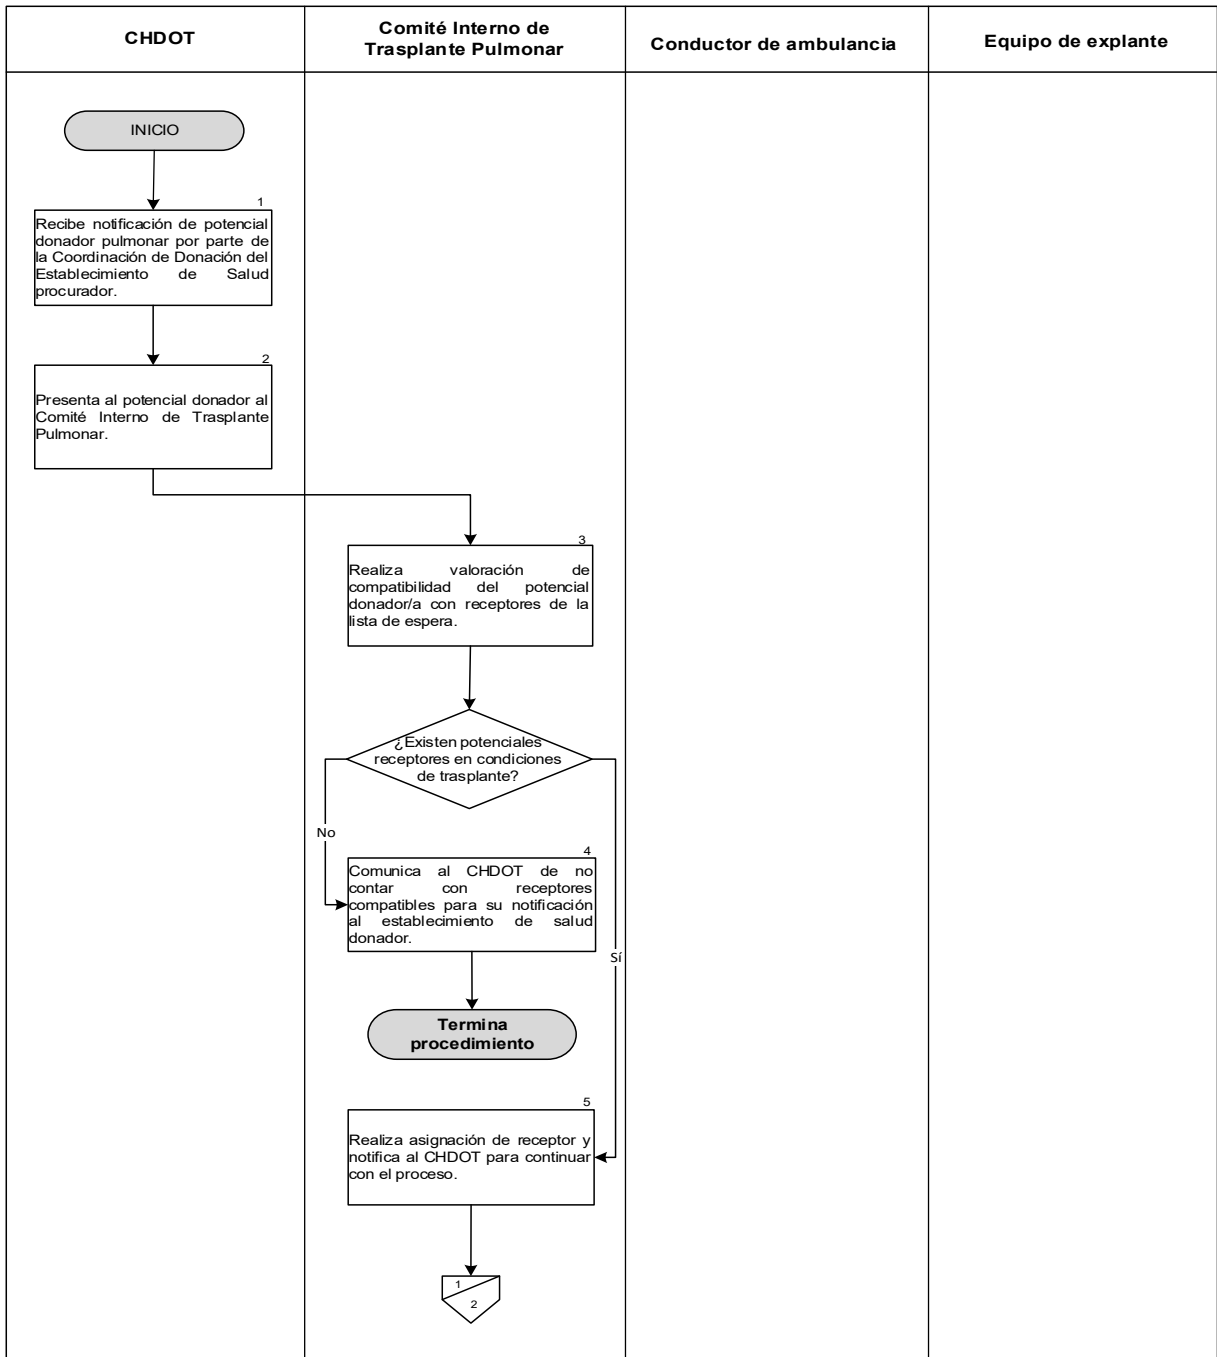 CHDOT
Comité Interno de
Trasplante Pulmonar
Conductor de ambulancia
Equipo de explante
INICIO
1
Recibe notificación de potencial
donador pulmonar por parte de
la Coordinación de Donación del
Establecimiento de Salud
procurador.
2
Presenta al potencial donador al
Comité Interno de Trasplante
Pulmonar.
3
Realiza valoración de
compatibilidad del potencial
donador/a con receptores de la
lista de espera.
¿Existen potenciales
receptores en condiciones
de trasplante?
No
4
Comunica al CHDOT de no
contar con receptores
compatibles para su notificación
al establecimiento de salud
donador.
Sí
Termina
procedimiento
5
Realiza asignación de receptor y
notifica al CHDOT para continuar
con el proceso.
1
2